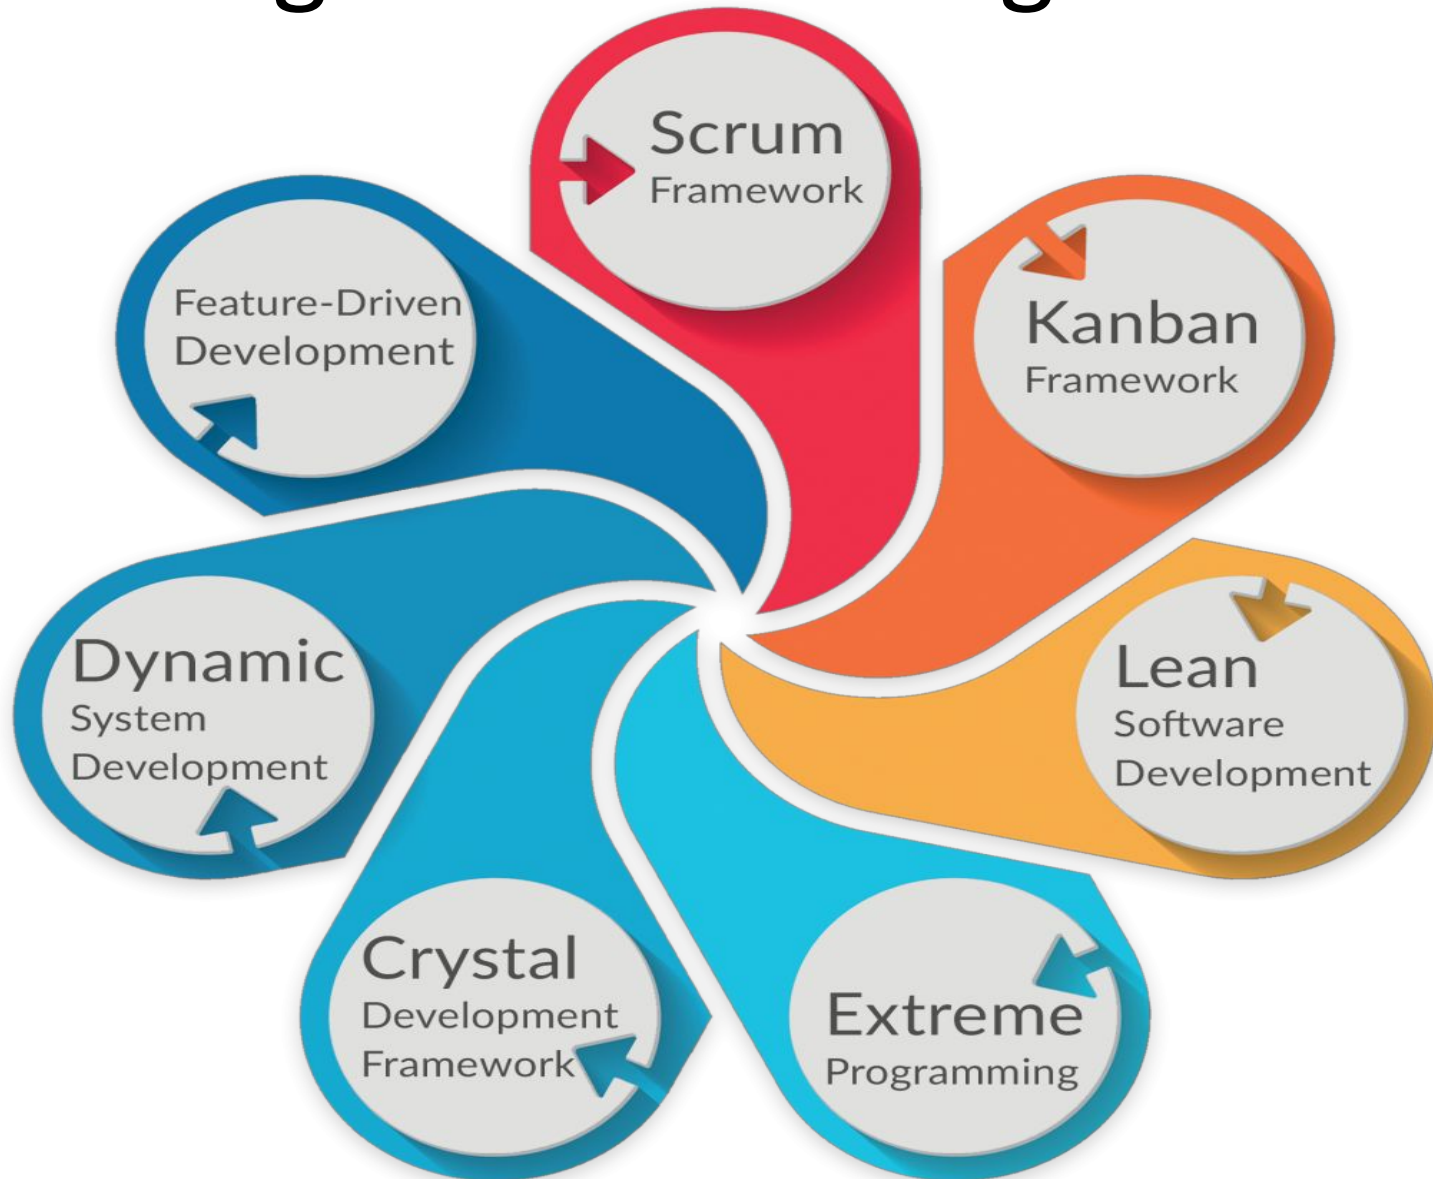 Scrum
Framework
Kanban
Framework
Lean
Software
Development
Extreme
Programming
Crystal
Development
Framework
Dynamic
System
Development
Feature-Driven
Development